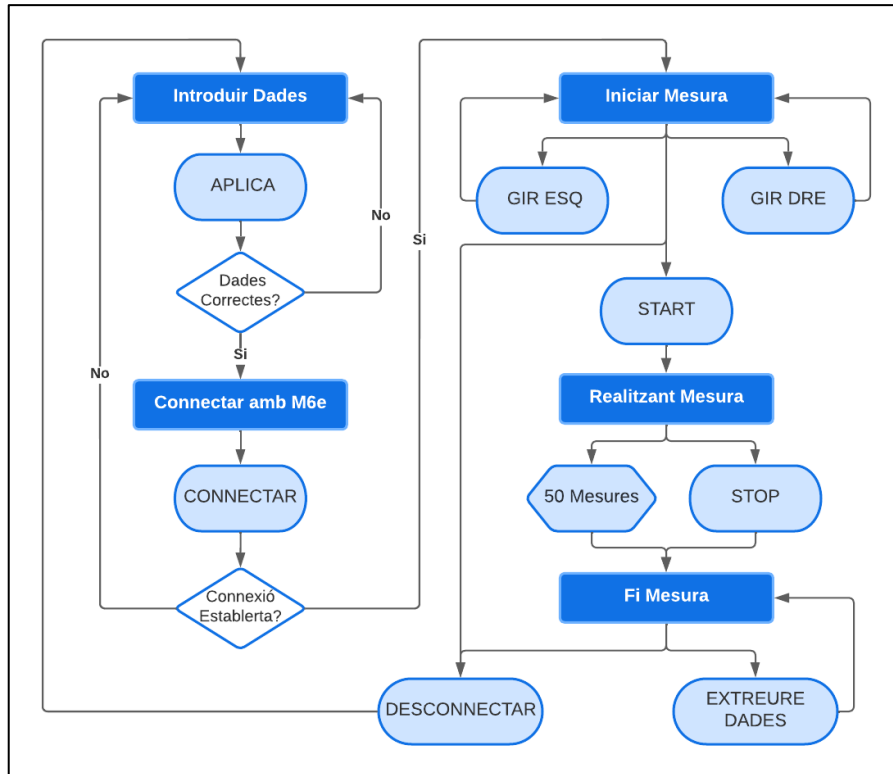 Introduir Dades
APLICA
No
Dades
Correctes?
Si
No
Connectar amb M6e
CONNECTAR
Connexió
Establerta?
Si
Iniciar Mesura
GIR ESQ
GIR DRE
START
Realitzant Mesura
50 Mesures
STOP
Fi Mesura
DESCONNECTAR
EXTREURE
DADES